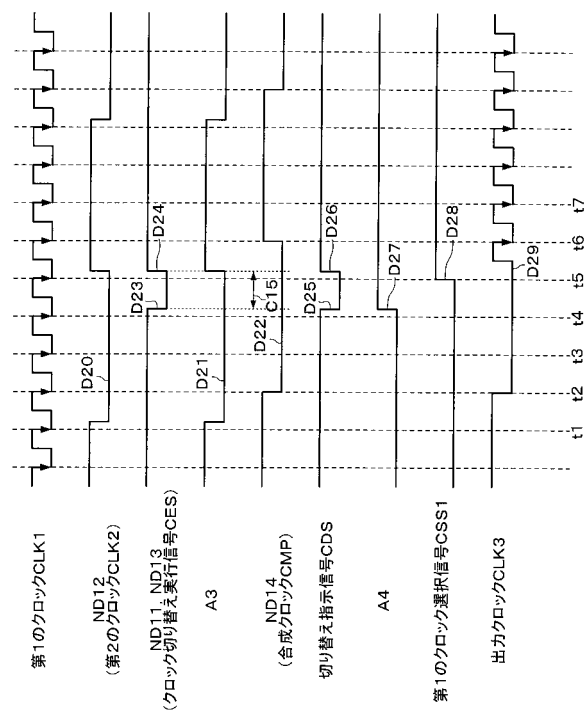 第1のクロックCLK1
ND12
(第2のクロックCLK2)
D20
ND11、ND13
(クロック切り替え実行信号CES)
D23
D24
A3
D21
C15
ND14
(合成クロックCMP)
D22
切り替え指示信号CDS
D25
D26
A4
D27
第1のクロック選択信号CSS1
D28
出力クロックCLK3
D29
t1 t2 t3 t4 t5 t6 t7